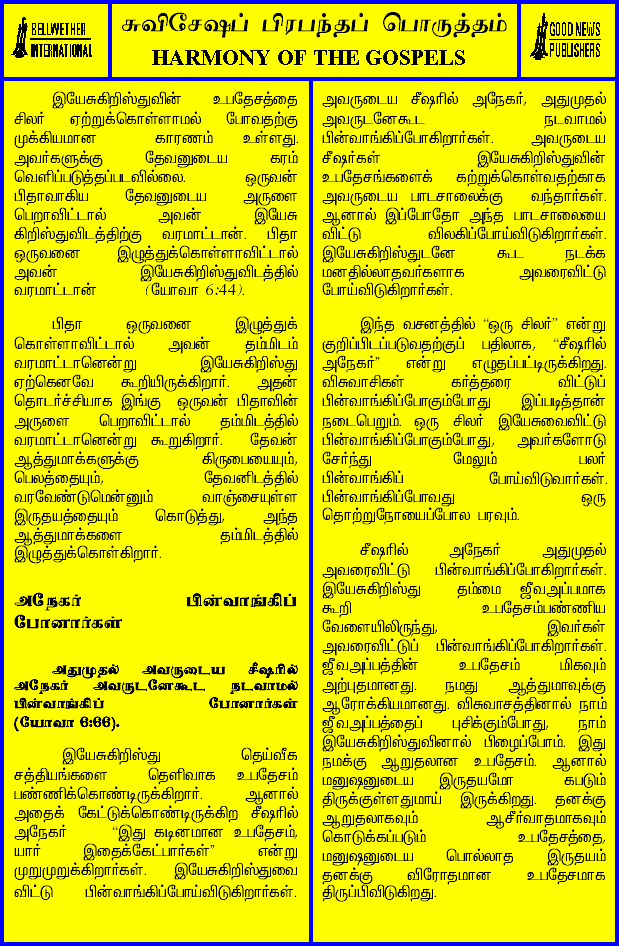 BELLWETHER
INTERNATIONAL
சுவிசேஷப் பிரபந்தப் பொருத்தம்
HARMONY OF THE GOSPELS
GOOD NEWS
PUBLISHERS
இயேசுகிறிஸ்துவின் உபதேசத்தை
சிலர் ஏற்றுக்கொள்ளாமல் போவதற்கு
முக்கியமான காரணம் உள்ளது.
அவர்களுக்கு தேவனுடைய கரம்
வெளிப்படுத்தப்படவில்லை. ஒருவன்
பிதாவாகிய தேவனுடைய அருளை
பெறாவிட்டால் அவன் இயேசு
கிறிஸ்துவிடத்திற்கு வரமாட்டான். பிதா
ஒருவனை இழுத்துக்கொள்ளாவிட்டால்
அவன் இயேசுகிறிஸ்துவிடத்தில்
வரமாட்டான் (யோவா 6:44).
பிதா ஒருவனை இழுத்துக்
கொள்ளாவிட்டால் அவன் தம்மிடம்
வரமாட்டானென்று இயேசுகிறிஸ்து
ஏற்கெனவே கூறியிருக்கிறார். அதன்
தொடர்ச்சியாக இங்கு ஒருவன் பிதாவின்
அருளை பெறாவிட்டால் தம்மிடத்தில்
வரமாட்டானென்று கூறுகிறார். தேவன்
ஆத்துமாக்களுக்கு கிருபையையும்,
பெலத்தையும், தேவனிடத்தில்
வரவேண்டுமென்னும் வாஞ்சையுள்ள
இருதயத்தையும் கொடுத்து, அந்த
ஆத்துமாக்களை தம்மிடத்தில்
இழுத்துக்கொள்கிறார்.
அநேகர் பின்வாங்கிப்
போனார்கள்
அதுமுதல் அவருடைய சீஷரில்
அநேகர் அவருடனேகூட நடவாமல்
பின்வாங்கிப் போனார்கள்
(யோவா 6:66).
இயேசுகிறிஸ்து தெய்வீக
சத்தியங்களை தெளிவாக உபதேசம்
பண்ணிக்கொண்டிருக்கிறார். ஆனால்
அதைக் கேட்டுக்கொண்டிருக்கிற சீஷரில்
அநேகர் “இது கடினமான உபதேசம்,
யார் இதைக்கேட்பார்கள்” என்று
முறுமுறுக்கிறார்கள். இயேசுகிறிஸ்துவை
விட்டு பின்வாங்கிப்போய்விடுகிறார்கள்.
அவருடைய சீஷரில் அநேகர், அதுமுதல்
அவருடனேகூட நடவாமல்
பின்வாங்கிப்போகிறார்கள். அவருடைய
சீஷர்கள் இயேசுகிறிஸ்துவின்
உபதேசங்களைக் கற்றுக்கொள்வதற்காக
அவருடைய பாடசாலைக்கு வந்தார்கள்.
ஆனால் இப்போதோ அந்த பாடசாலையை
விட்டு விலகிப்போய்விடுகிறார்கள்.
இயேசுகிறிஸ்துடனே கூட நடக்க
மனதில்லாதவர்களாக அவரைவிட்டு
போய்விடுகிறார்கள்.
இந்த வசனத்தில் “ஒரு சிலர்” என்று
குறிப்பிடப்படுவதற்குப் பதிலாக, “சீஷரில்
அநேகர்” என்று எழுதப்பட்டிருக்கிறது.
விசுவாசிகள் கர்த்தரை விட்டுப்
பின்வாங்கிப்போகும்போது இப்படித்தான்
நடைபெறும். ஒரு சிலர் இயேசுவைவிட்டு
பின்வாங்கிப்போகும்போது, அவர்களோடு
சேர்ந்து மேலும் பலர்
பின்வாங்கிப் போய்விடுவார்கள்.
பின்வாங்கிப்போவது ஒரு
தொற்றுநோயைப்போல பரவும்.
சீஷரில் அநேகர் அதுமுதல்
அவரைவிட்டு பின்வாங்கிப்போகிறார்கள்.
இயேசுகிறிஸ்து தம்மை ஜீவஅப்பமாக
கூறி உபதேசம்பண்ணிய
வேளையிலிருந்து, இவர்கள்
அவரைவிட்டுப் பின்வாங்கிப்போகிறார்கள்.
ஜீவஅப்பத்தின் உபதேசம் மிகவும்
அற்புதமானது. நமது ஆத்துமாவுக்கு
ஆரோக்கியமானது. விசுவாசத்தினால் நாம்
ஜீவஅப்பத்தைப் புசிக்கும்போது, நாம்
இயேசுகிறிஸ்துவினால் பிழைப்போம். இது
நமக்கு ஆறுதலான உபதேசம். ஆனால்
மனுஷனுடைய இருதயமோ கபடும்
திருக்குள்ளதுமாய் இருக்கிறது. தனக்கு
ஆறுதலாகவும் ஆசீர்வாதமாகவும்
கொடுக்கப்படும் உபதேசத்தை,
மனுஷனுடைய பொல்லாத இருதயம்
தனக்கு விரோதமான உபதேசமாக
திருப்பிவிடுகிறது.